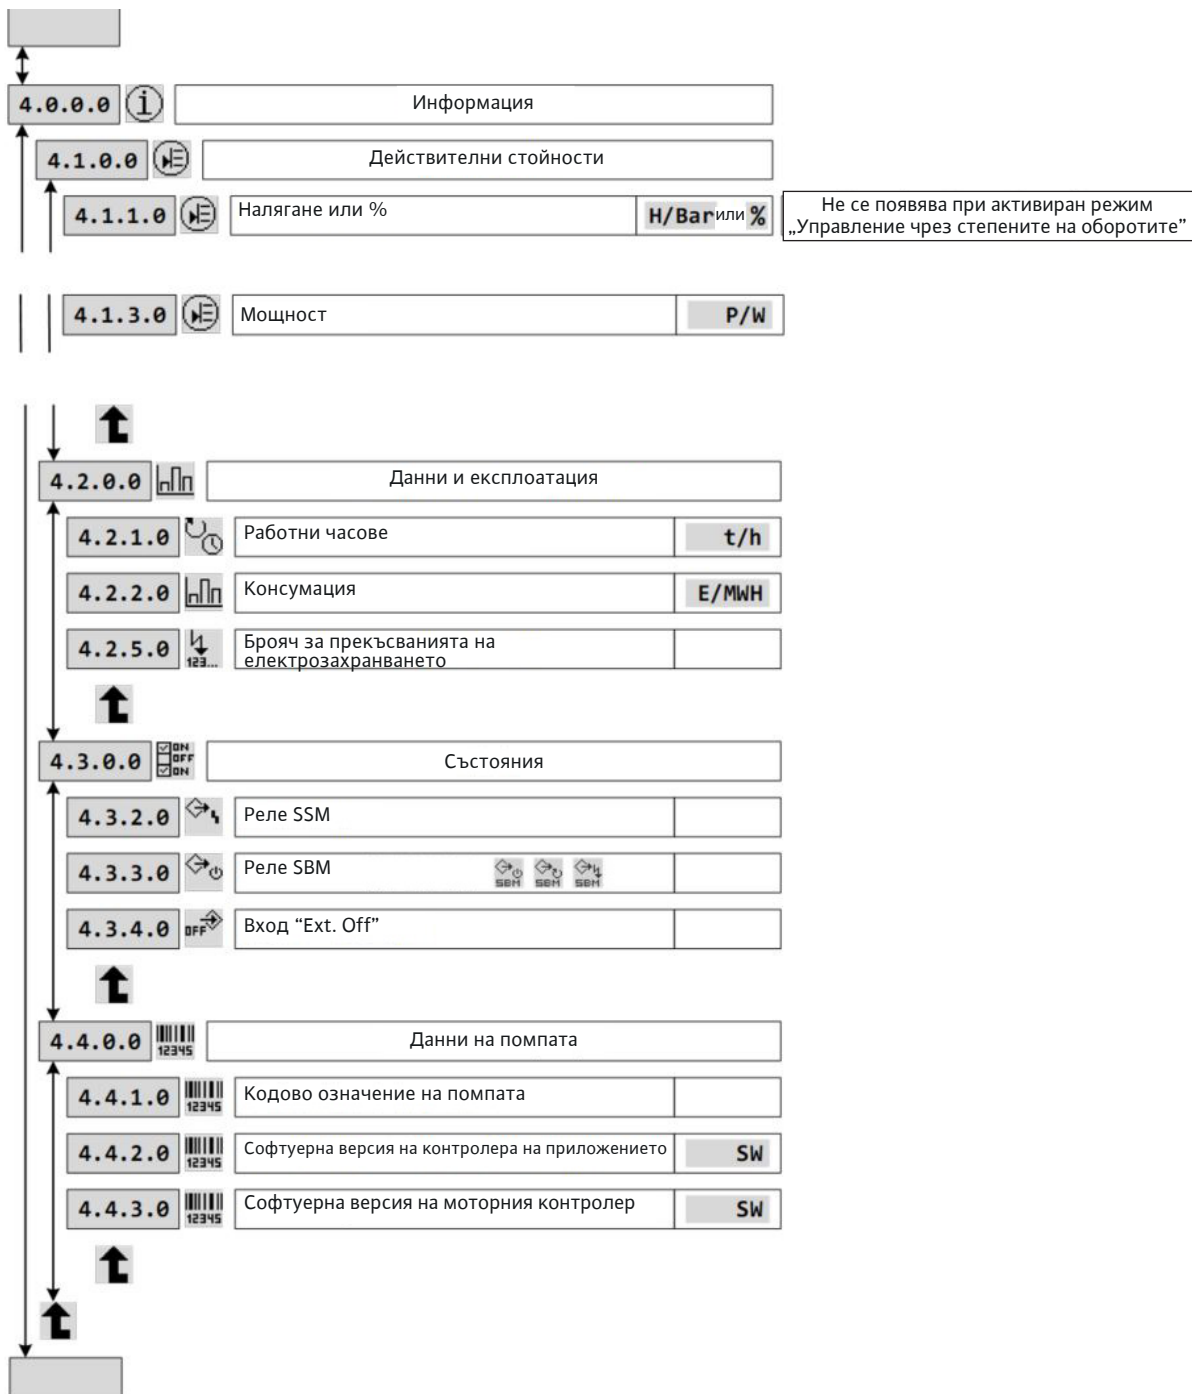 4.0.0.0 i Информация
4.1.0.0 Действителни стойности
4.1.1.0 Налягане или % H/Bar или %
Не се появява при активиран режим
„Управление чрез степените на оборотите”
4.1.3.0 Мощност P/W
4.2.0.0 Данни и експлоатация
4.2.1.0 Работни часове t/h
4.2.2.0 Консумация E/MWH
4.2.5.0 123... Брояч за прекъсванията на
електрозахранването
4.3.0.0 ON Състояния
OFF
ON
4.3.2.0 Реле SSM
4.3.3.0 Реле SBM SBM SBM SBM
4.3.4.0 OFF Вход “Ext. Off”
4.4.0.0 12345 Данни на помпата
4.4.1.0 12345 Кодово означение на помпата
4.4.2.0 12345 Софтуерна версия на контролера на приложението SW
4.4.3.0 12345 Софтуерна версия на моторния контролер SW